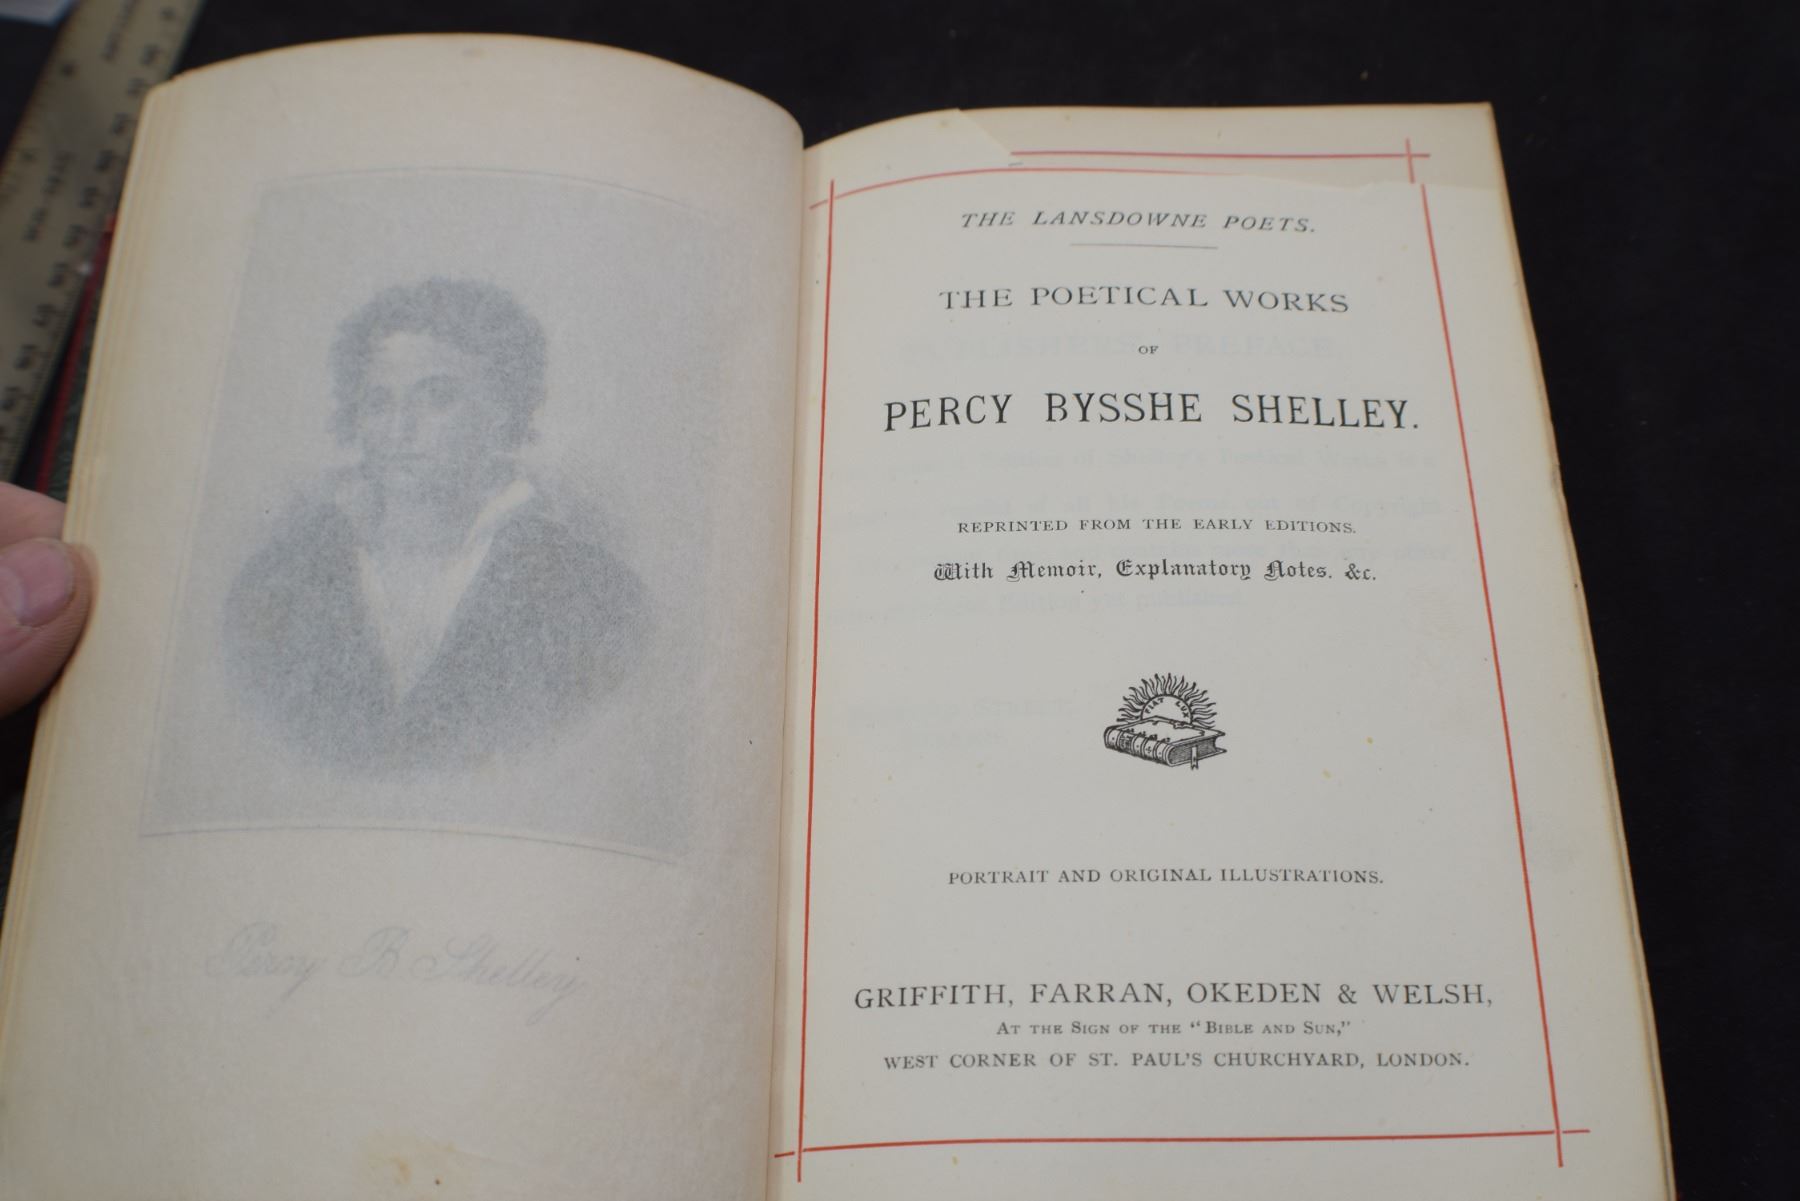 Percy B Shelley
THE LANSDOWNE POETS.
THE POETICAL WORKS
OF
PERCY BYSSHE SHELLEY.
REPRINTED FROM THE EARLY EDITIONS.
With Memoir, Explanatory Notes, &c.
FIAT LUX
PORTRAIT AND ORIGINAL ILLUSTRATIONS.
GRIFFITH, FARRAN, OKEDEN & WELSH,
AT THE SIGN OF THE "BIBLE AND SUN,"
WEST CORNER OF ST. PAUL'S CHURCHYARD, LONDON.